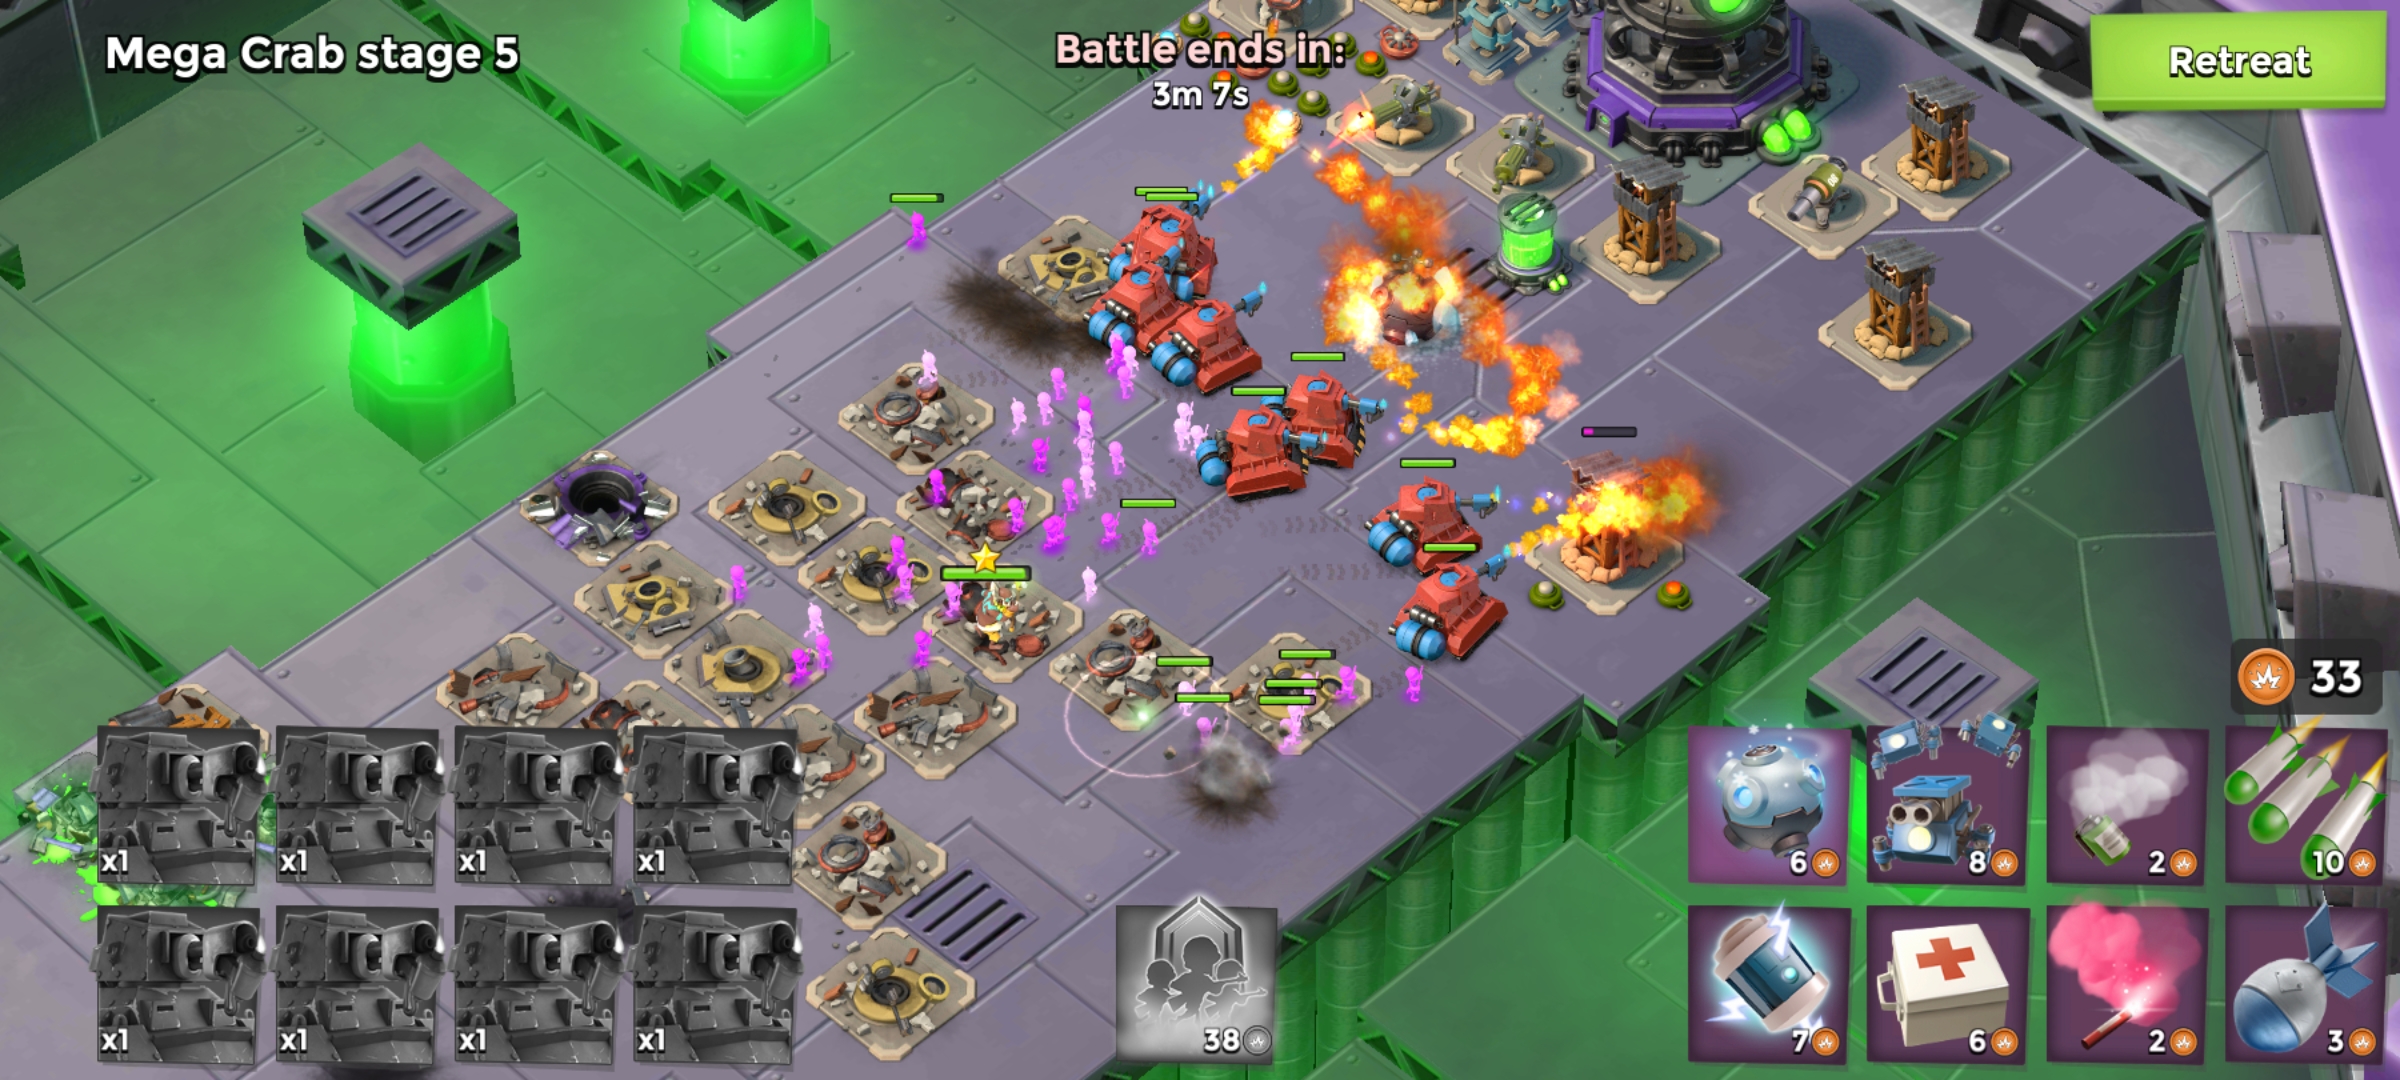 Mega Crab stage 5
Battle ends in:
3m 7s
Retreat
33
6
8
2
10
x1
x1
x1
x1
7
6
2
3
x1
x1
x1
x1
38